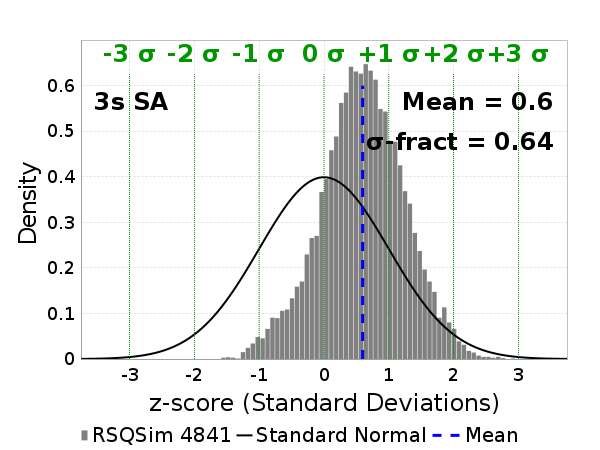 -3 σ -2 σ -1 σ 0 σ +1 σ +2 σ +3 σ
3s SA
Mean = 0.6
σ-fract = 0.64
Density
0.6
0.5
0.4
0.3
0.2
0.1
0
-3 -2 -1 0 1 2 3
z-score (Standard Deviations)
RSQSim 4841 Standard Normal Mean